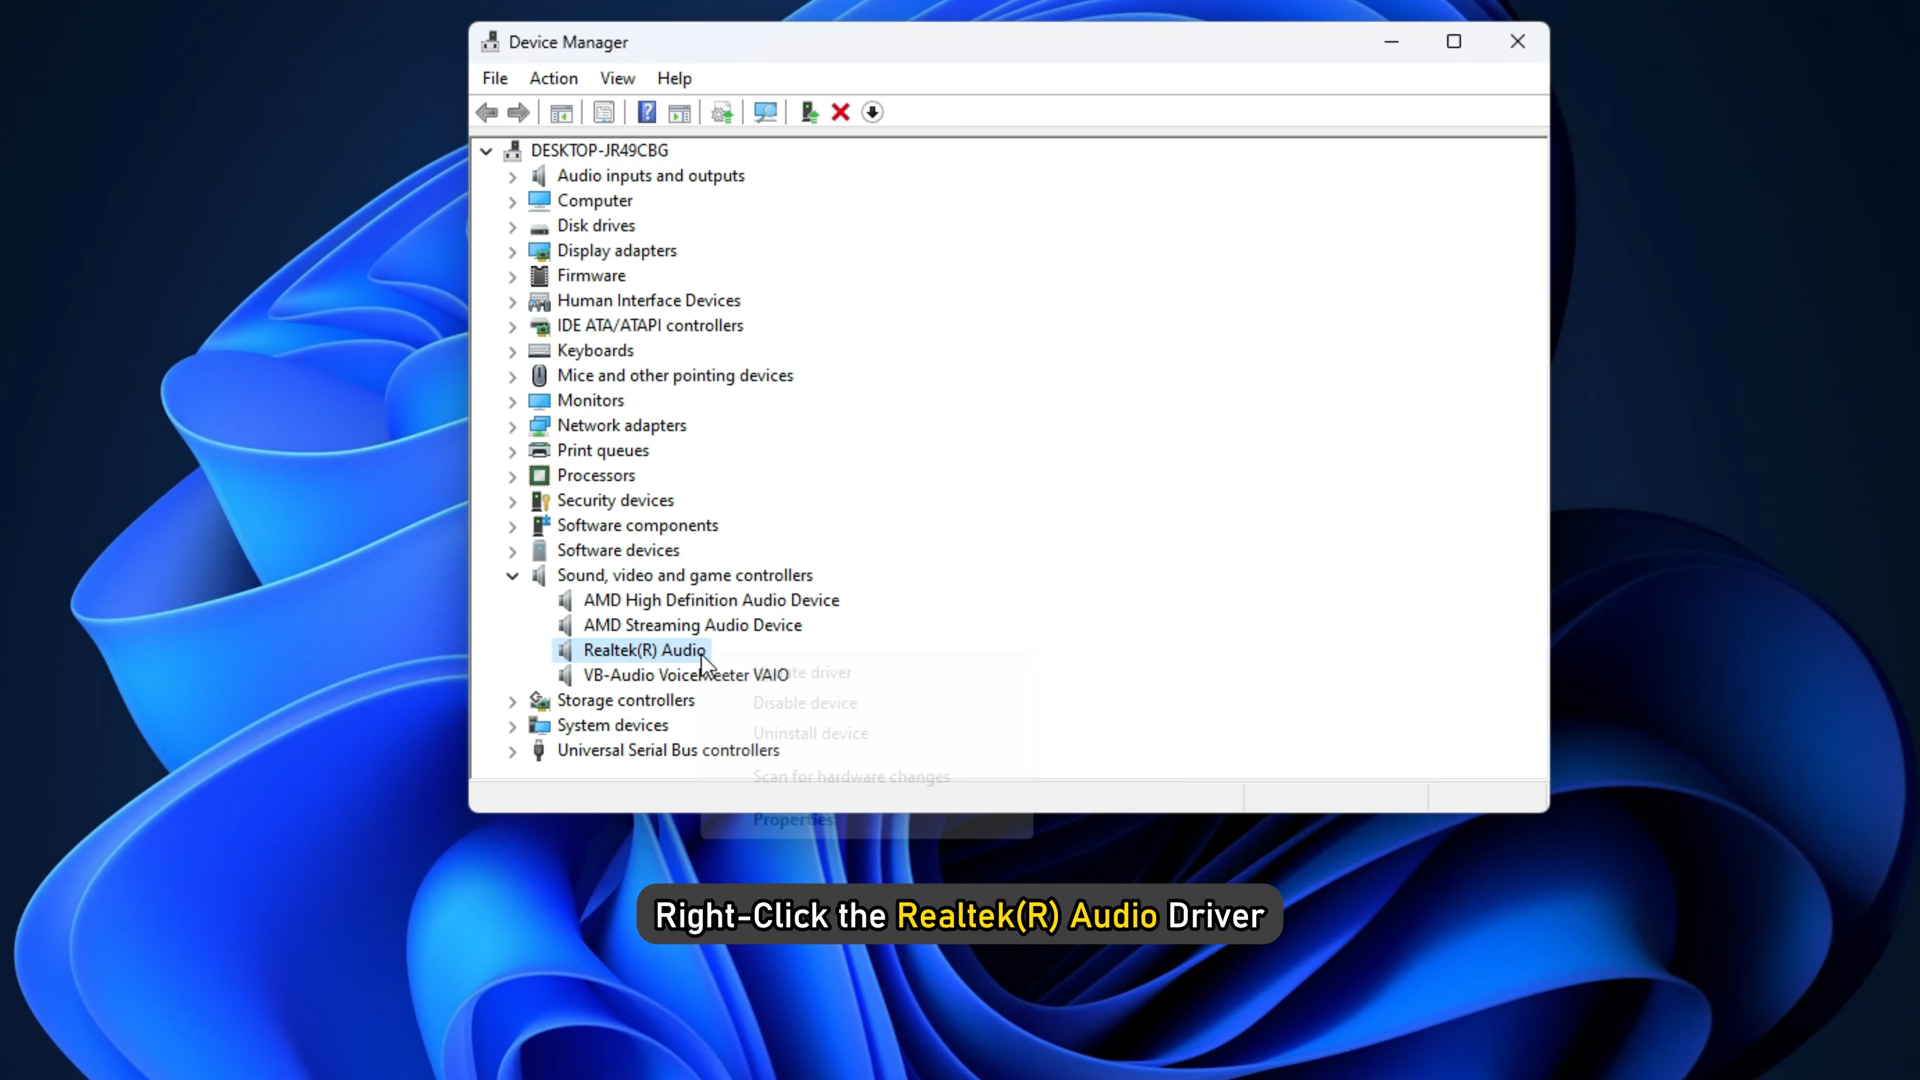 Device Manager
File Action View Help
DESKTOP-JR49CBG
Audio inputs and outputs
Computer
Disk drives
Display adapters
Firmware
Human Interface Devices
IDE ATA/ATAPI controllers
Keyboards
Mice and other pointing devices
Monitors
Network adapters
Print queues
Processors
Security devices
Software components
Software devices
Sound, video and game controllers
AMD High Definition Audio Device
AMD Streaming Audio Device
Realtek(R) Audio
VB-Audio Voicemeeter VAIO
Storage controllers
System devices
Universal Serial Bus controllers
Update driver
Disable device
Uninstall device
Scan for hardware changes
Properties
Right-Click the Realtek(R) Audio Driver